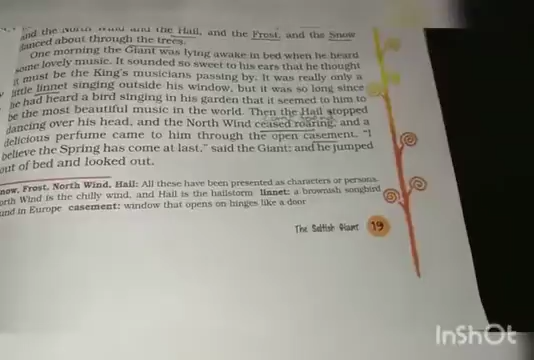 and the North Wind and the Hail, and the Frost, and the Snow
danced about through the trees.
One morning the Giant was lying awake in bed when he heard
some lovely music. It sounded so sweet to his ears that he thought
it must be the King's musicians passing by. It was really only a
little linnet singing outside his window, but it was so long since
he had heard a bird singing in his garden that it seemed to him to
be the most beautiful music in the world. Then the Hail stopped
dancing over his head, and the North Wind ceased roaring, and a
delicious perfume came to him through the open casement. "I
believe the Spring has come at last," said the Giant; and he jumped
out of bed and looked out.
now, Frost, North Wind, Hail: All these have been presented as characters or persons.
orth Wind is the chilly wind, and Hail is the hailstorm linnet: a brownish songbird
und in Europe casement: window that opens on hinges like a door
The Selfish Giant 19
InShOt